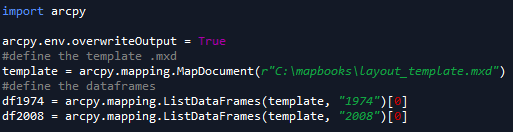 import arcpy
arcpy.env.overwriteOutput = True
#define the template .mxd
template = arcpy.mapping.MapDocument(r"C:\mapbooks\layout_template.mxd")
#define the dataframes
df1974 = arcpy.mapping.ListDataFrames(template, "1974")[0]
df2008 = arcpy.mapping.ListDataFrames(template, "2008")[0]